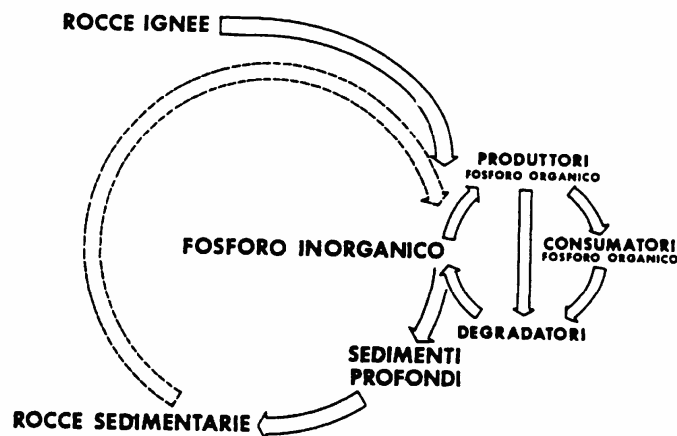 ROCCE IGNEE
PRODUTTORI
FOSFORO ORGANICO
FOSFORO INORGANICO
CONSUMATORI
FOSFORO ORGANICO
DEGRADATORI
SEDIMENTI
PROFONDI
ROCCE SEDIMENTARIE